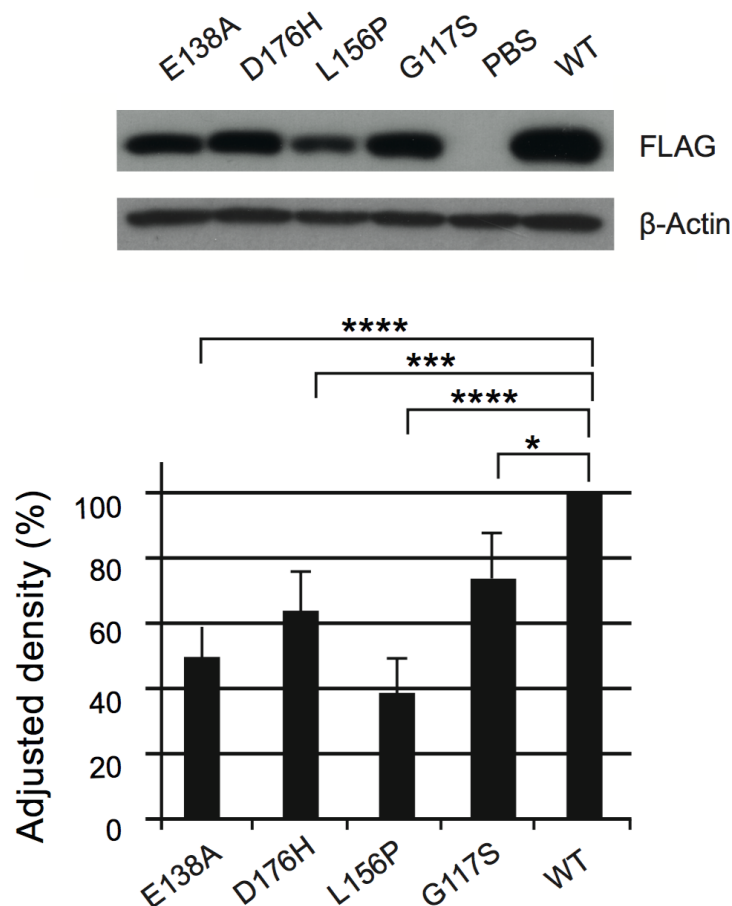 E138A D176H L156P G117S PBS WT
FLAG
β-Actin
****
***
****
*
Adjusted density (%)
100
80
60
40
20
0
E138A D176H L156P G117S WT